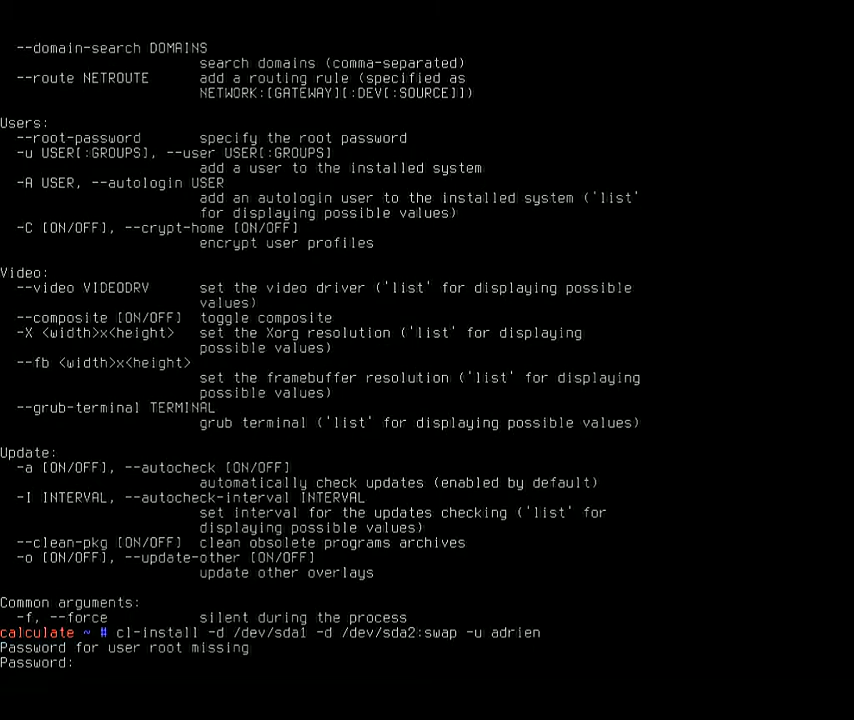 --domain-search DOMAINS
search domains (comma-separated)
--route NETROUTE add a routing rule (specified as
NETWORK:[GATEWAY][:DEV[:SOURCE]])
Users:
--root-password specify the root password
-u USER[:GROUPS], --user USER[:GROUPS]
add a user to the installed system
-A USER, --autologin USER
add an autologin user to the installed system ('list'
for displaying possible values)
-C [ON/OFF], --crypt-home [ON/OFF]
encrypt user profiles
Video:
--video VIDEODRV set the video driver ('list' for displaying possible
values)
--composite [ON/OFF] toggle composite
-X <width>x<height> set the Xorg resolution ('list' for displaying
possible values)
--fb <width>x<height>
set the framebuffer resolution ('list' for displaying
possible values)
--grub-terminal TERMINAL
grub terminal ('list' for displaying possible values)
Update:
-a [ON/OFF], --autocheck [ON/OFF]
automatically check updates (enabled by default)
-I INTERVAL, --autocheck-interval INTERVAL
set interval for the updates checking ('list' for
displaying possible values)
--clean-pkg [ON/OFF] clean obsolete programs archives
-o [ON/OFF], --update-other [ON/OFF]
update other overlays
Common arguments:
-f, --force silent during the process
calculate ~ # cl-install -d /dev/sda1 -d /dev/sda2:swap -u adrien
Password for user root missing
Password: